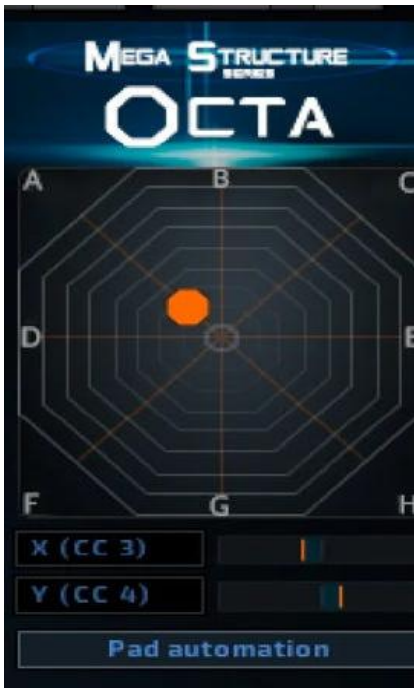 MEGA STRUCTURE
SERIES
OCTA
A B C
D E
F G H
X (CC 3)
Y (CC 4)
Pad automation